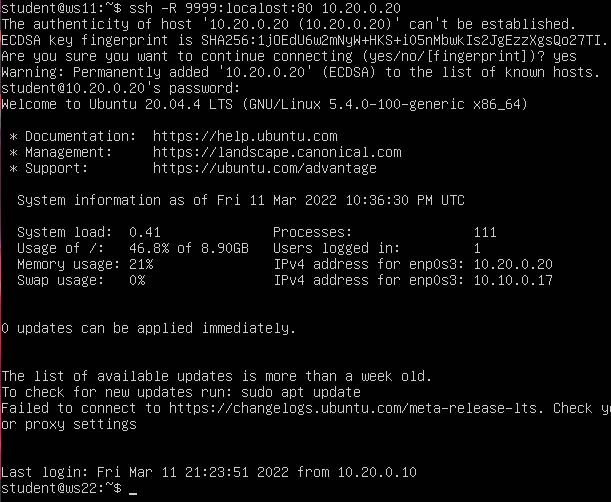 student@ws11:~$ ssh -R 9999:localost:80 10.20.0.20
The authenticity of host '10.20.0.20 (10.20.0.20)' can't be established.
ECDSA key fingerprint is SHA256:1jOEdU6w2mNyW+HKS+iO5nMbwkIs2JgEzzXgsQo27TI.
Are you sure you want to continue connecting (yes/no/[fingerprint])? yes
Warning: Permanently added '10.20.0.20' (ECDSA) to the list of known hosts.
student@10.20.0.20's password:
Welcome to Ubuntu 20.04.4 LTS (GNU/Linux 5.4.0-100-generic x86_64)
* Documentation: https://help.ubuntu.com
* Management: https://landscape.canonical.com
* Support: https://ubuntu.com/advantage
System information as of Fri 11 Mar 2022 10:36:30 PM UTC
System load: 0.41 Processes: 111
Usage of /: 46.8% of 8.90GB Users logged in: 1
Memory usage: 21% IPv4 address for enp0s3: 10.20.0.20
Swap usage: 0% IPv4 address for enp0s3: 10.10.0.17
0 updates can be applied immediately.
The list of available updates is more than a week old.
To check for new updates run: sudo apt update
Failed to connect to https://changelogs.ubuntu.com/meta-release-lts. Check
or proxy settings
Last login: Fri Mar 11 21:23:51 2022 from 10.20.0.10
student@ws22:~$ _